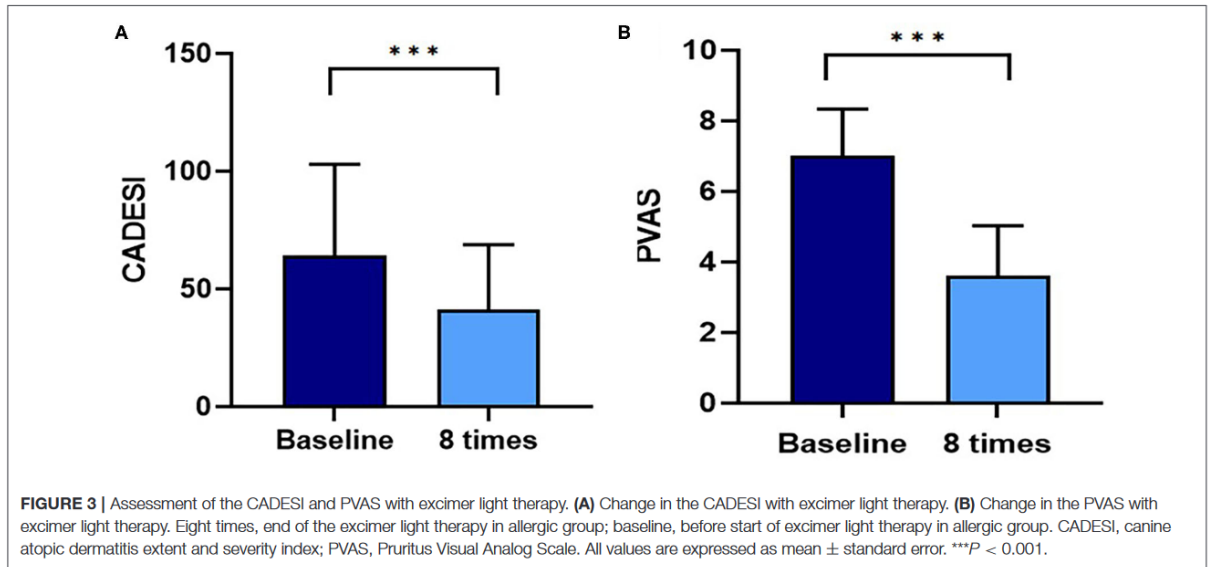 A
150
100
50
0
CADESI
* * *
Baseline
8 times
B
10
8
6
4
2
0
PVAS
* * *
Baseline
8 times
FIGURE 3 | Assessment of the CADESI and PVAS with excimer light therapy. (A) Change in the CADESI with excimer light therapy. (B) Change in the PVAS with
excimer light therapy. Eight times, end of the excimer light therapy in allergic group; baseline, before start of excimer light therapy in allergic group. CADESI, canine
atopic dermatitis extent and severity index; PVAS, Pruritus Visual Analog Scale. All values are expressed as mean ± standard error. ***P < 0.001.